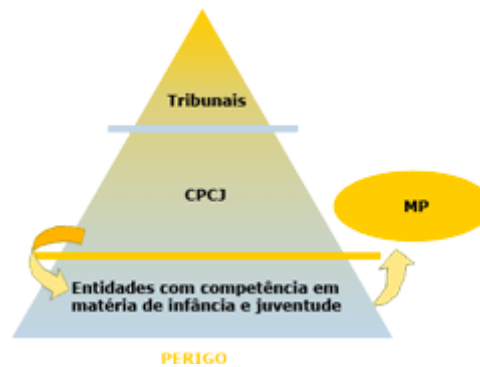 Tribunais
CPCJ
MP
Entidades com competência em
matéria de infância e juventude
PERIGO